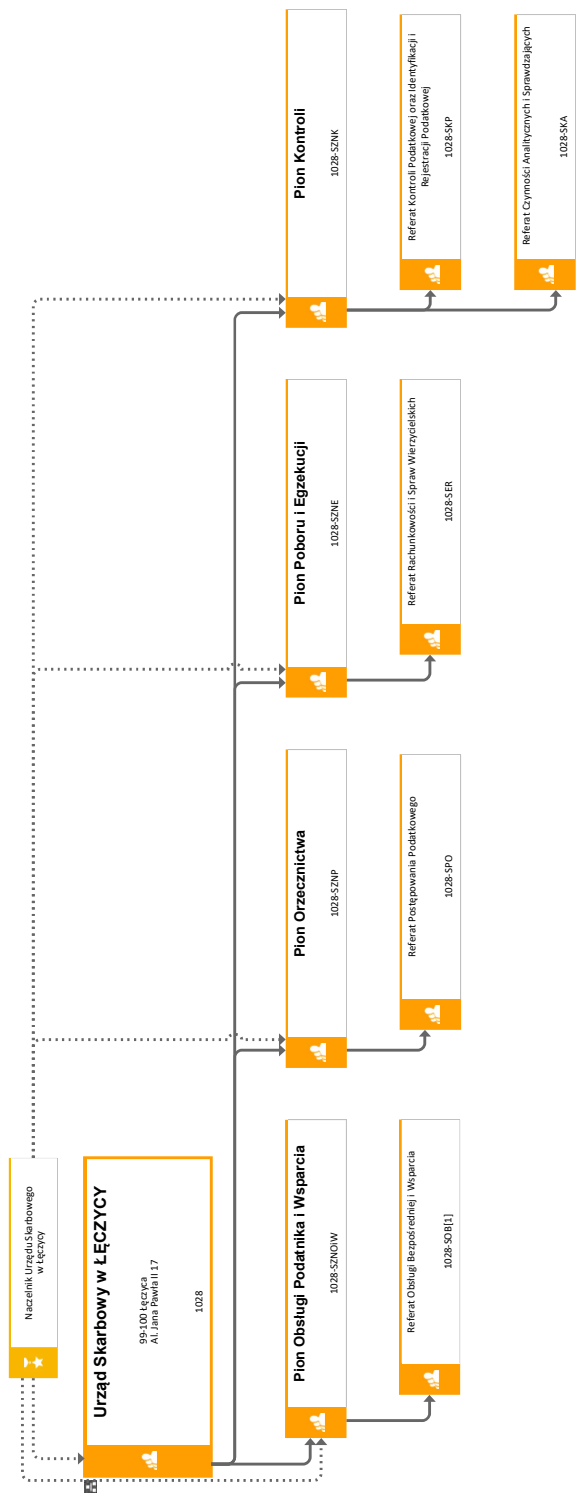 Naczelnik Urzędu Skarbowego
w Łęczycy
Urząd Skarbowy w ŁĘCZYCY
99-100 Łęczyca
Al. Jana Pawła II 17
1028
Pion Obsługi Podatnika i Wsparcia
1028-SZNOiW
Referat Obsługi Bezpośredniej i Wsparcia
1028-SOB[1]
Pion Orzecznictwa
1028-SZNP
Referat Postępowania Podatkowego
1028-SPO
Pion Poboru i Egzekucji
1028-SZNE
Referat Rachunkowości i Spraw Wierzycielskich
1028-SER
Pion Kontroli
1028-SZNK
Referat Kontroli Podatkowej oraz Identyfikacji i
Rejestracji Podatkowej
1028-SKP
Referat Czynności Analitycznych i Sprawdzających
1028-SKA